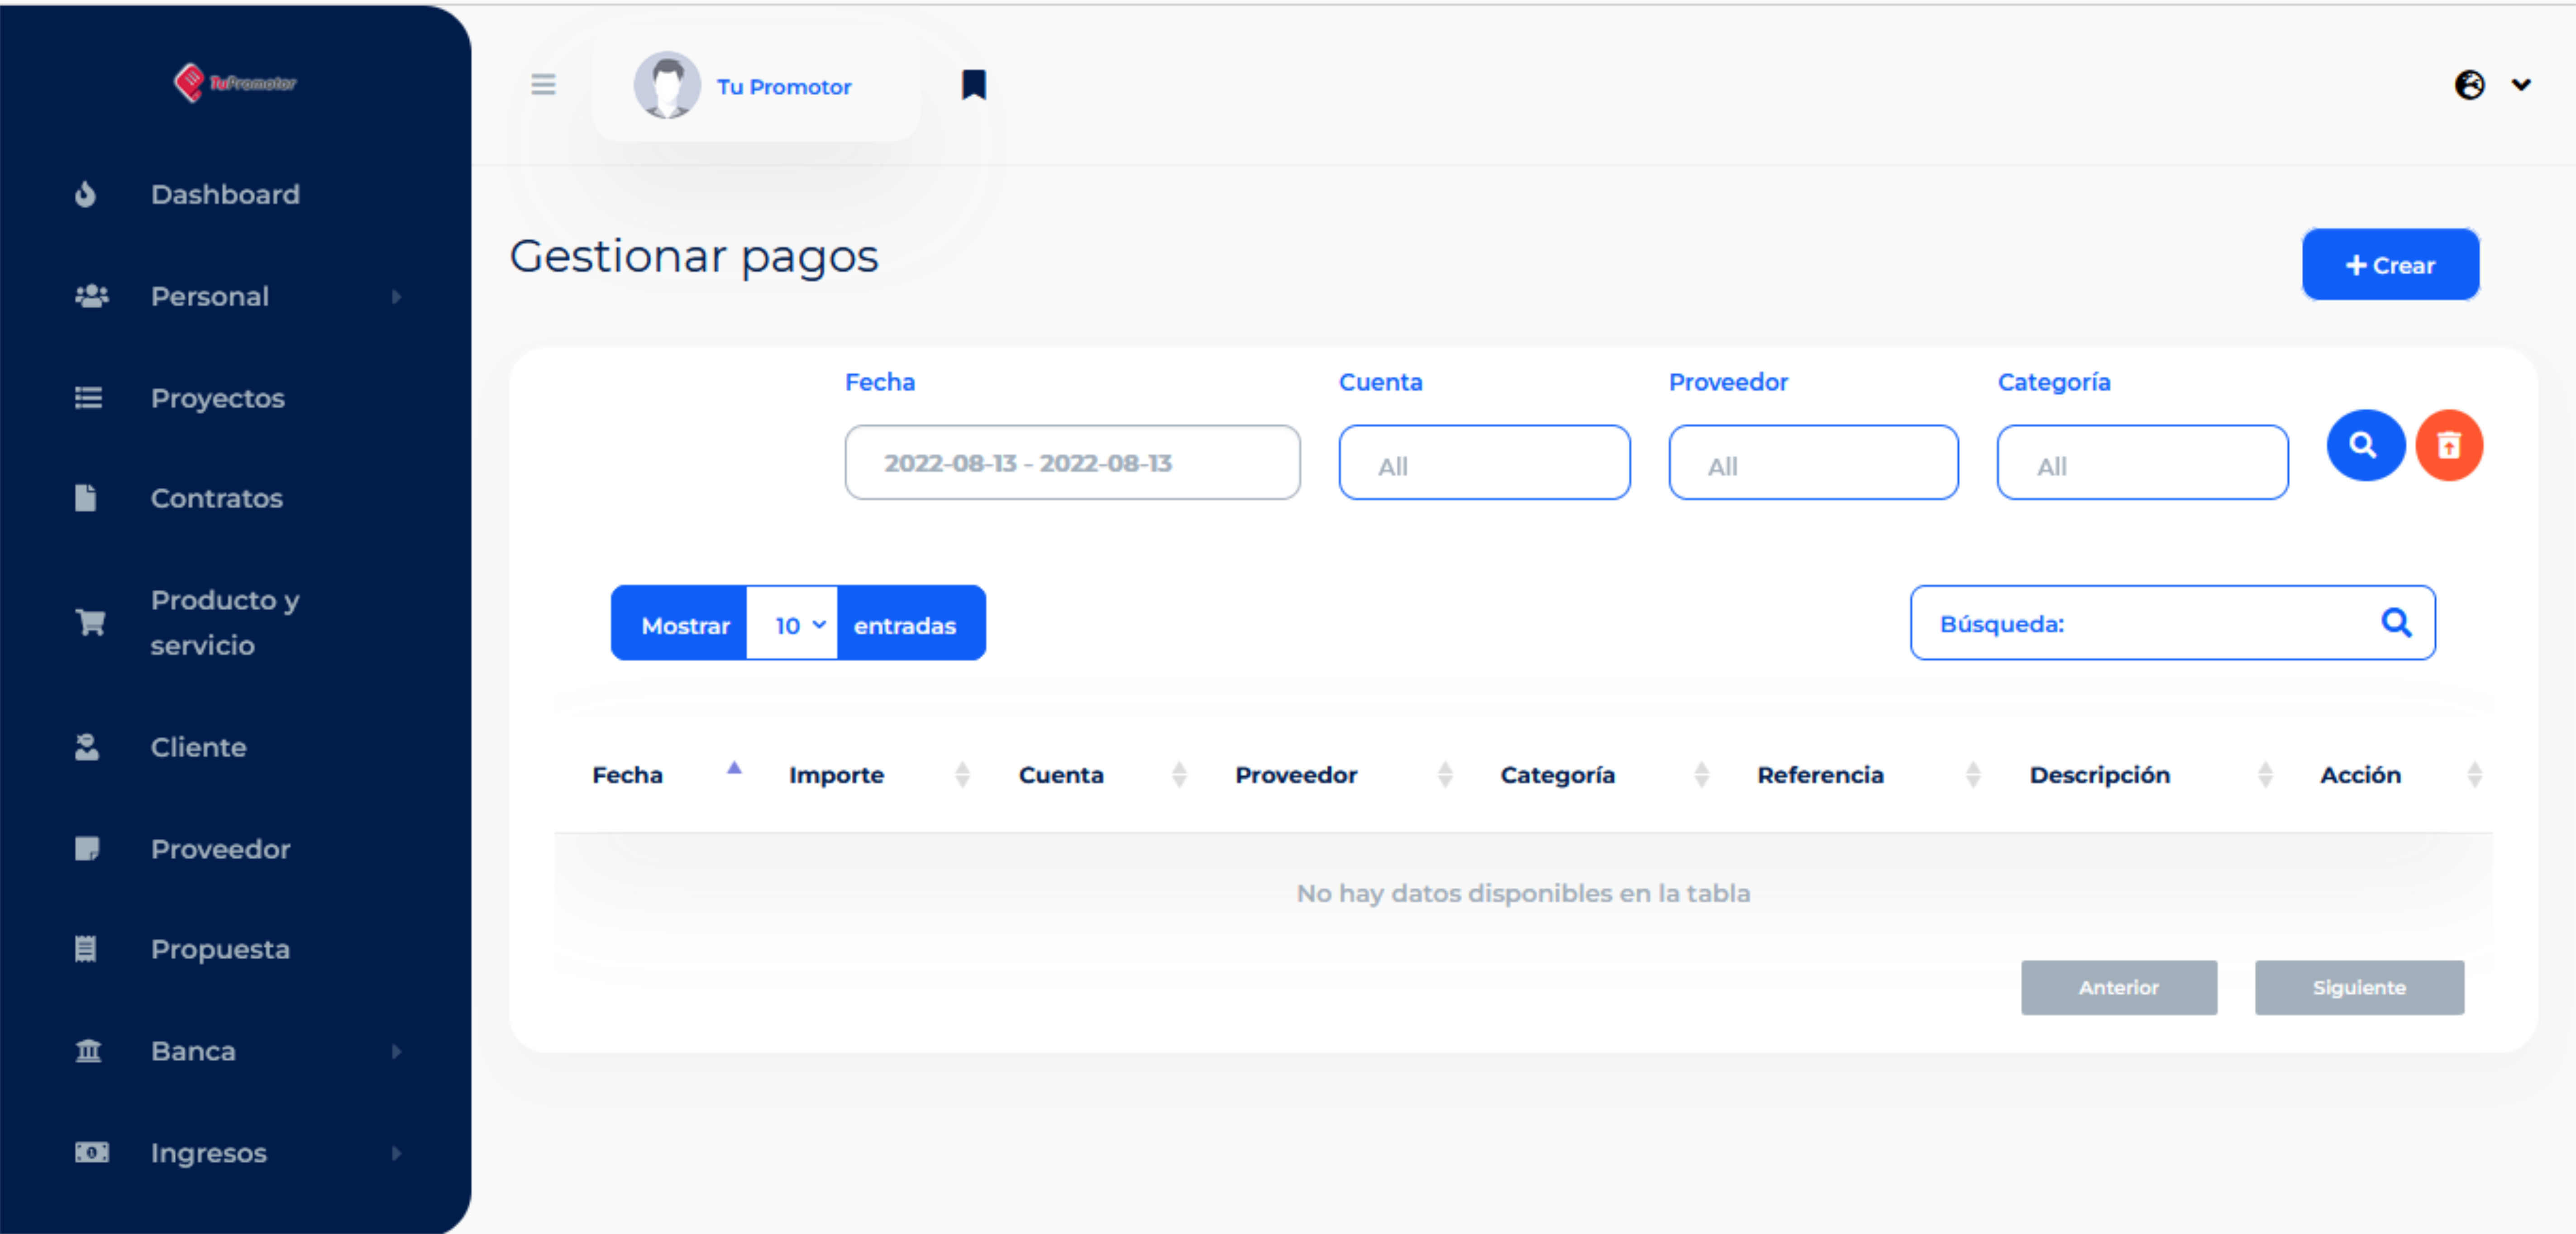 TuPromotor
Tu Promotor
Dashboard
Personal
Proyectos
Contratos
Producto y
servicio
Cliente
Proveedor
Propuesta
Banca
Ingresos
Gestionar pagos
+ Crear
Fecha Cuenta Proveedor Categoría
2022-08-13 - 2022-08-13 All All All
Mostrar 10 entradas
Búsqueda:
Fecha Importe Cuenta Proveedor Categoría Referencia Descripción Acción
No hay datos disponibles en la tabla
Anterior Siguiente